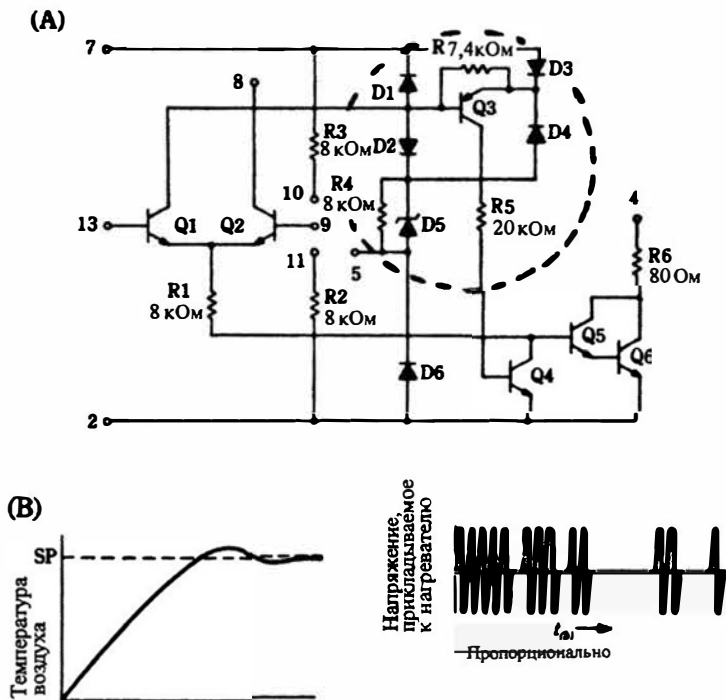 (A)
7
R 7,4кОм
D3
8
D1
Q3
R3
8 кОм
D2
D4
10
R4
8 кОм
4
13
Q1
Q2
9
D5
R5
20 кОм
11
5
R6
80 Ом
R1
8 кОм
R2
8 кОм
Q5
Q6
D6
Q4
2
(B)
SP
Температура
воздуха
Напряжение,
прикладываемое
к нагревателю
Пропорционально